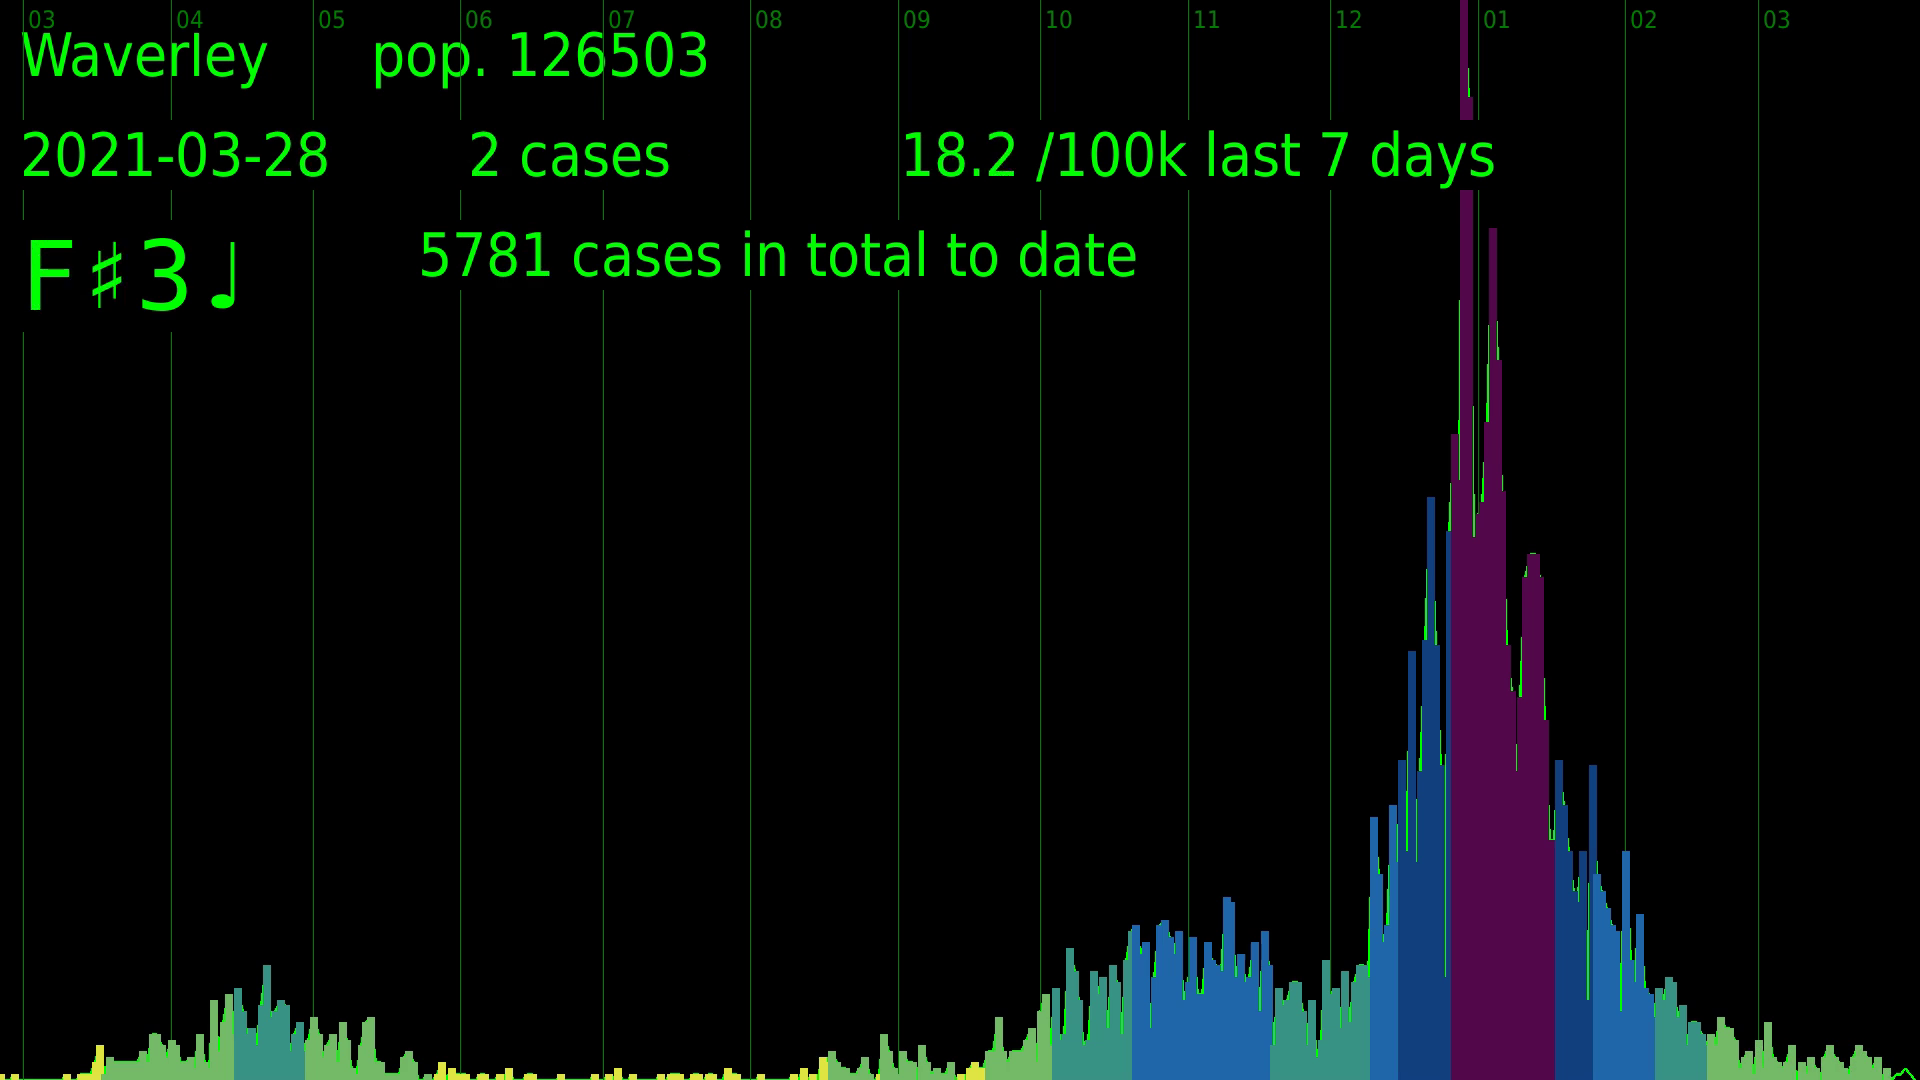 03 04 05 06 07 08 09 10 11 12 01 02 03
Waverley pop. 126503
2021-03-28 2 cases 18.2 /100k last 7 days
F♯3♩ 5781 cases in total to date